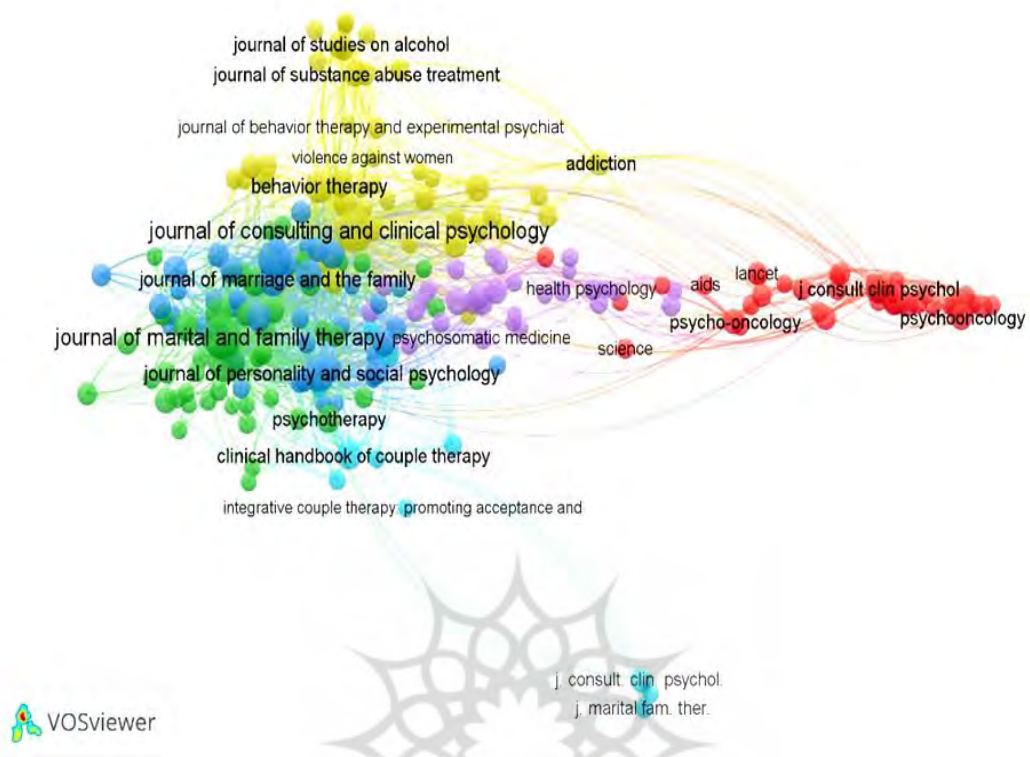 journal of studies on alcohol
journal of substance abuse treatment
journal of behavior therapy and experimental psychiat
violence against women
addiction
behavior therapy
journal of consulting and clinical psychology
journal of marriage and the family
health psychology
aids
lancet
j consult clin psychol
psycho-oncology
psychooncology
journal of marital and family therapy
psychosomatic medicine
science
journal of personality and social psychology
psychotherapy
clinical handbook of couple therapy
integrative couple therapy: promoting acceptance and
j. consult. clin psychol.
j. marital fam. ther.
VOSviewer